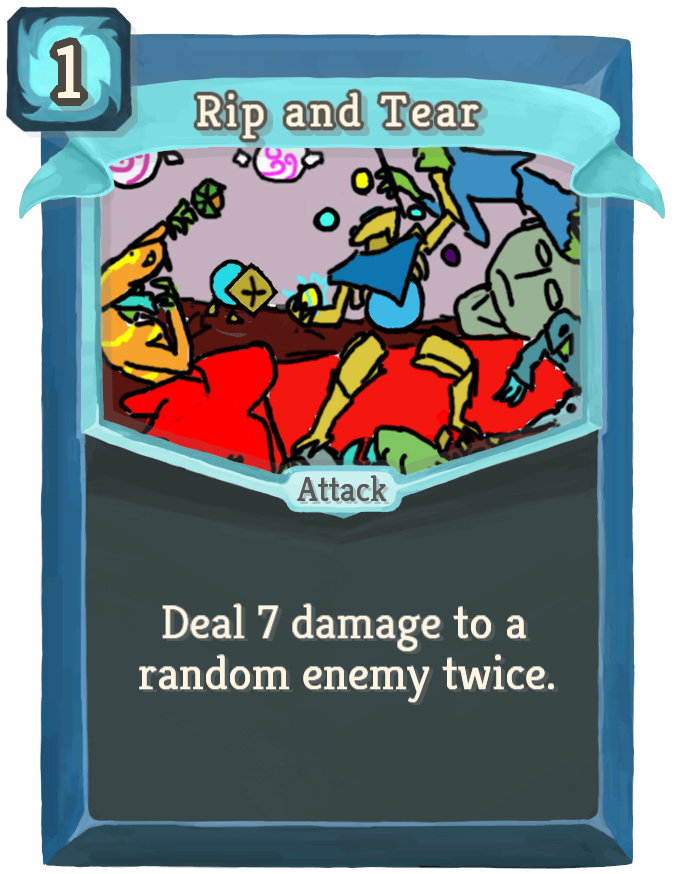 1
Rip and Tear
Attack
Deal 7 damage to a
random enemy twice.